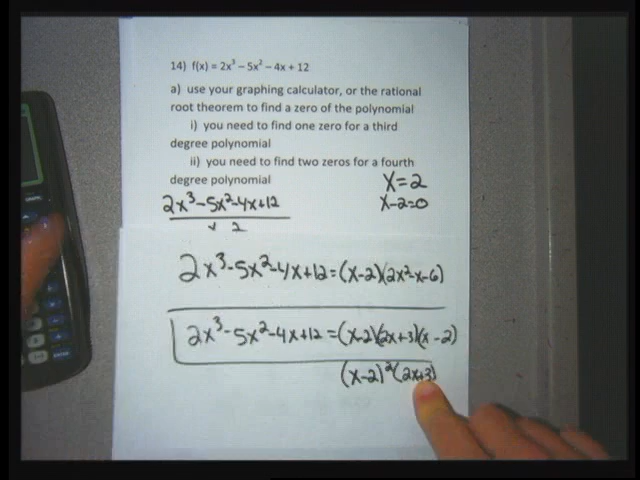 14) f(x) = 2x³ – 5x² – 4x + 12
a) use your graphing calculator, or the rational
root theorem to find a zero of the polynomial
i) you need to find one zero for a third
degree polynomial
ii) you need to find two zeros for a fourth
degree polynomial
X=2
2x³-5x²-4x+12
x-2=0
2
2x³-5x²-4x+12=(x-2)(2x²-x-6)
2x³-5x²-4x+12=(x-2)(2x+3)(x-2)
(x-2)²(2x+3)